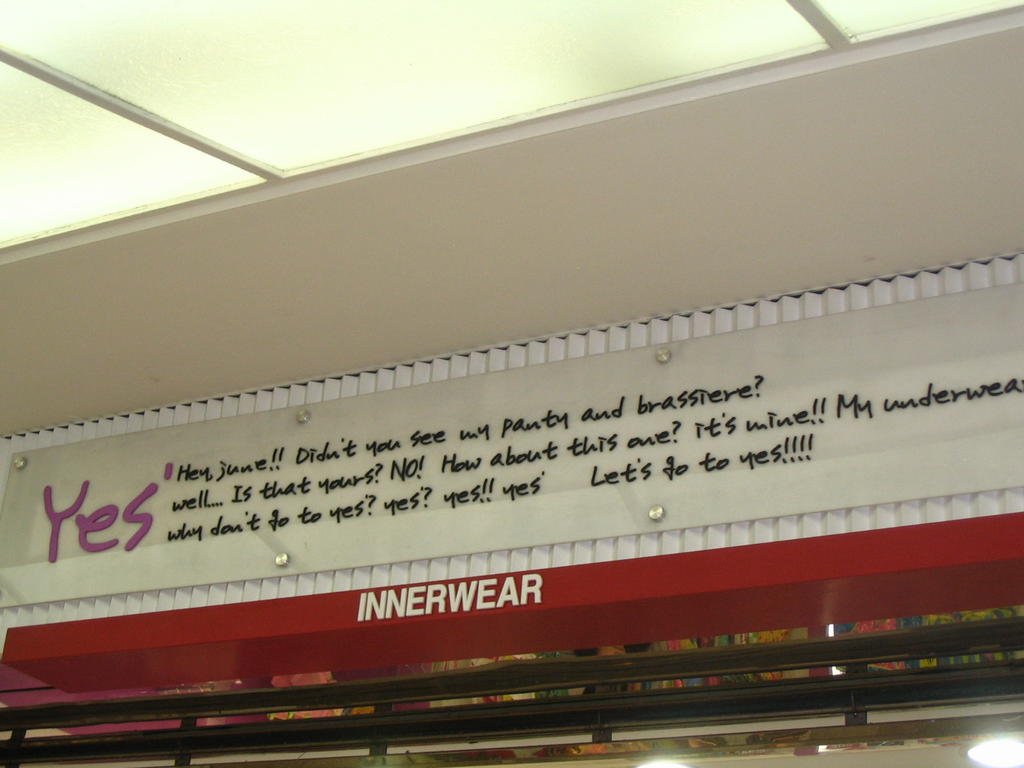 Yes'
Hey, june!! Didn't you see my panty and brassiere?
well.... Is that yours? NO! How about this one? it's mine!! My underwear
why don't go to yes? yes'? yes!! yes' Let's go to yes!!!!
INNERWEAR